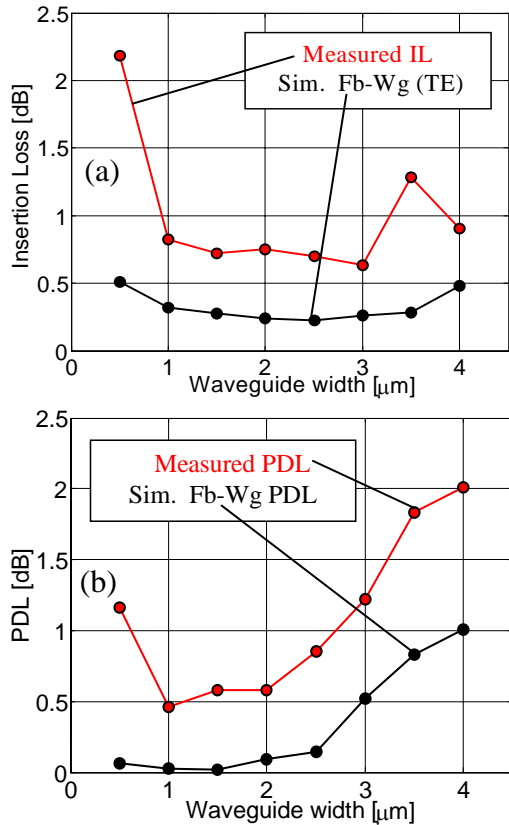 2.5
2
1.5
1
0.5
0
Insertion Loss [dB]
Measured IL
Sim. Fb-Wg (TE)
(a)
0 1 2 3 4
Waveguide width [μm]
2.5
2
1.5
1
0.5
0
PDL [dB]
Measured PDL
Sim. Fb-Wg PDL
(b)
0 1 2 3 4
Waveguide width [μm]